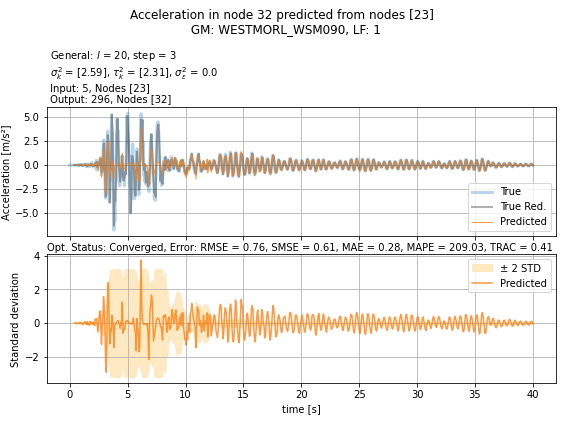 Acceleration in node 32 predicted from nodes [23]
GM: WESTMORL_WSM090, LF: 1
General: l = 20, step = 3
σ²ₖ = [2.59], τ²ₖ = [2.31], σ²ε = 0.0
Input: 5, Nodes [23]
Output: 296, Nodes [32]
Acceleration [m/s²]
5.0
2.5
0.0
−2.5
−5.0
True
True Red.
Predicted
Opt. Status: Converged, Error: RMSE = 0.76, SMSE = 0.61, MAE = 0.28, MAPE = 209.03, TRAC = 0.41
Standard deviation
4
2
0
−2
± 2 STD
Predicted
0 5 10 15 20 25 30 35 40
time [s]